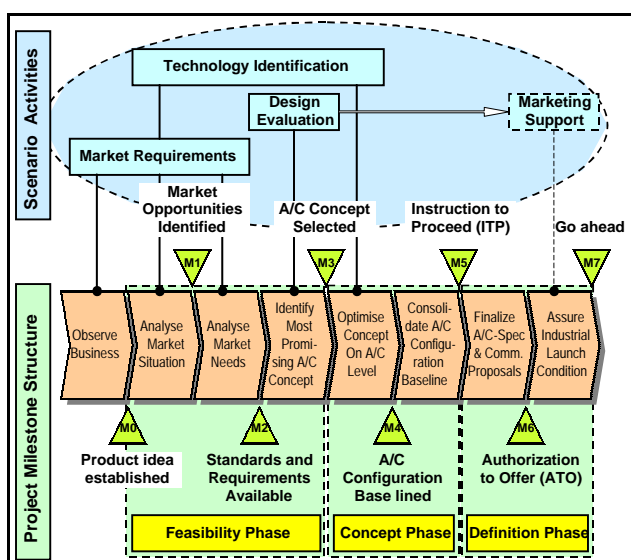 Scenario Activities
Technology Identification
Design
Evaluation
Marketing
Support
Market Requirements
Market
Opportunities
Identified
A/C Concept
Selected
Instruction to
Proceed (ITP)
Go ahead
M1
M3
M5
M7
Project Milestone Structure
Observe
Business
Analyse
Market
Situation
Analyse
Market
Needs
Identify
Most
Promi-
sing A/C
Concept
Optimise
Concept
On A/C
Level
Consoli-
date A/C
Configu-
ration
Baseline
Finalize
A/C-Spec
& Comm.
Proposals
Assure
Industrial
Launch
Condition
M0
M2
M4
M6
Product idea
established
Standards and
Requirements
Available
A/C
Configuration
Base lined
Authorization
to Offer (ATO)
Feasibility Phase
Concept Phase
Definition Phase